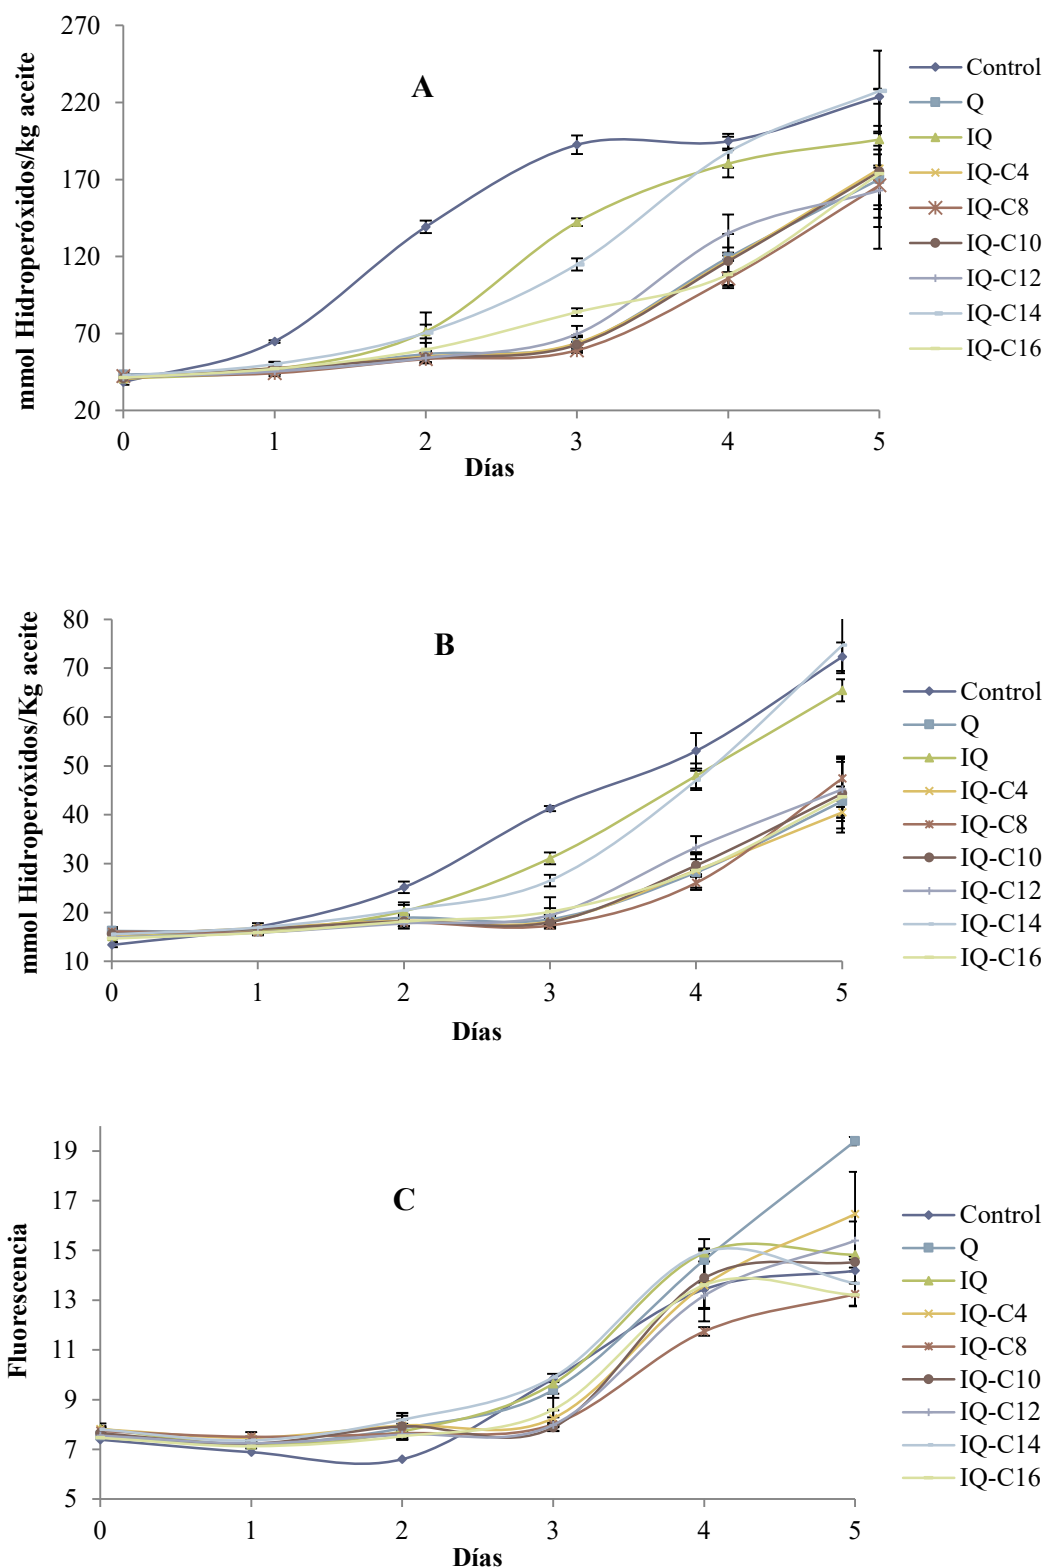 A
mmol Hidroperóxidos/kg aceite
270
220
170
120
70
20
0 1 2 3 4 5
Días
Control
Q
IQ
IQ-C4
IQ-C8
IQ-C10
IQ-C12
IQ-C14
IQ-C16
B
mmol Hidroperóxidos/Kg aceite
80
70
60
50
40
30
20
10
0 1 2 3 4 5
Días
Control
Q
IQ
IQ-C4
IQ-C8
IQ-C10
IQ-C12
IQ-C14
IQ-C16
C
Fluorescencia
19
17
15
13
11
9
7
5
0 1 2 3 4 5
Días
Control
Q
IQ
IQ-C4
IQ-C8
IQ-C10
IQ-C12
IQ-C14
IQ-C16